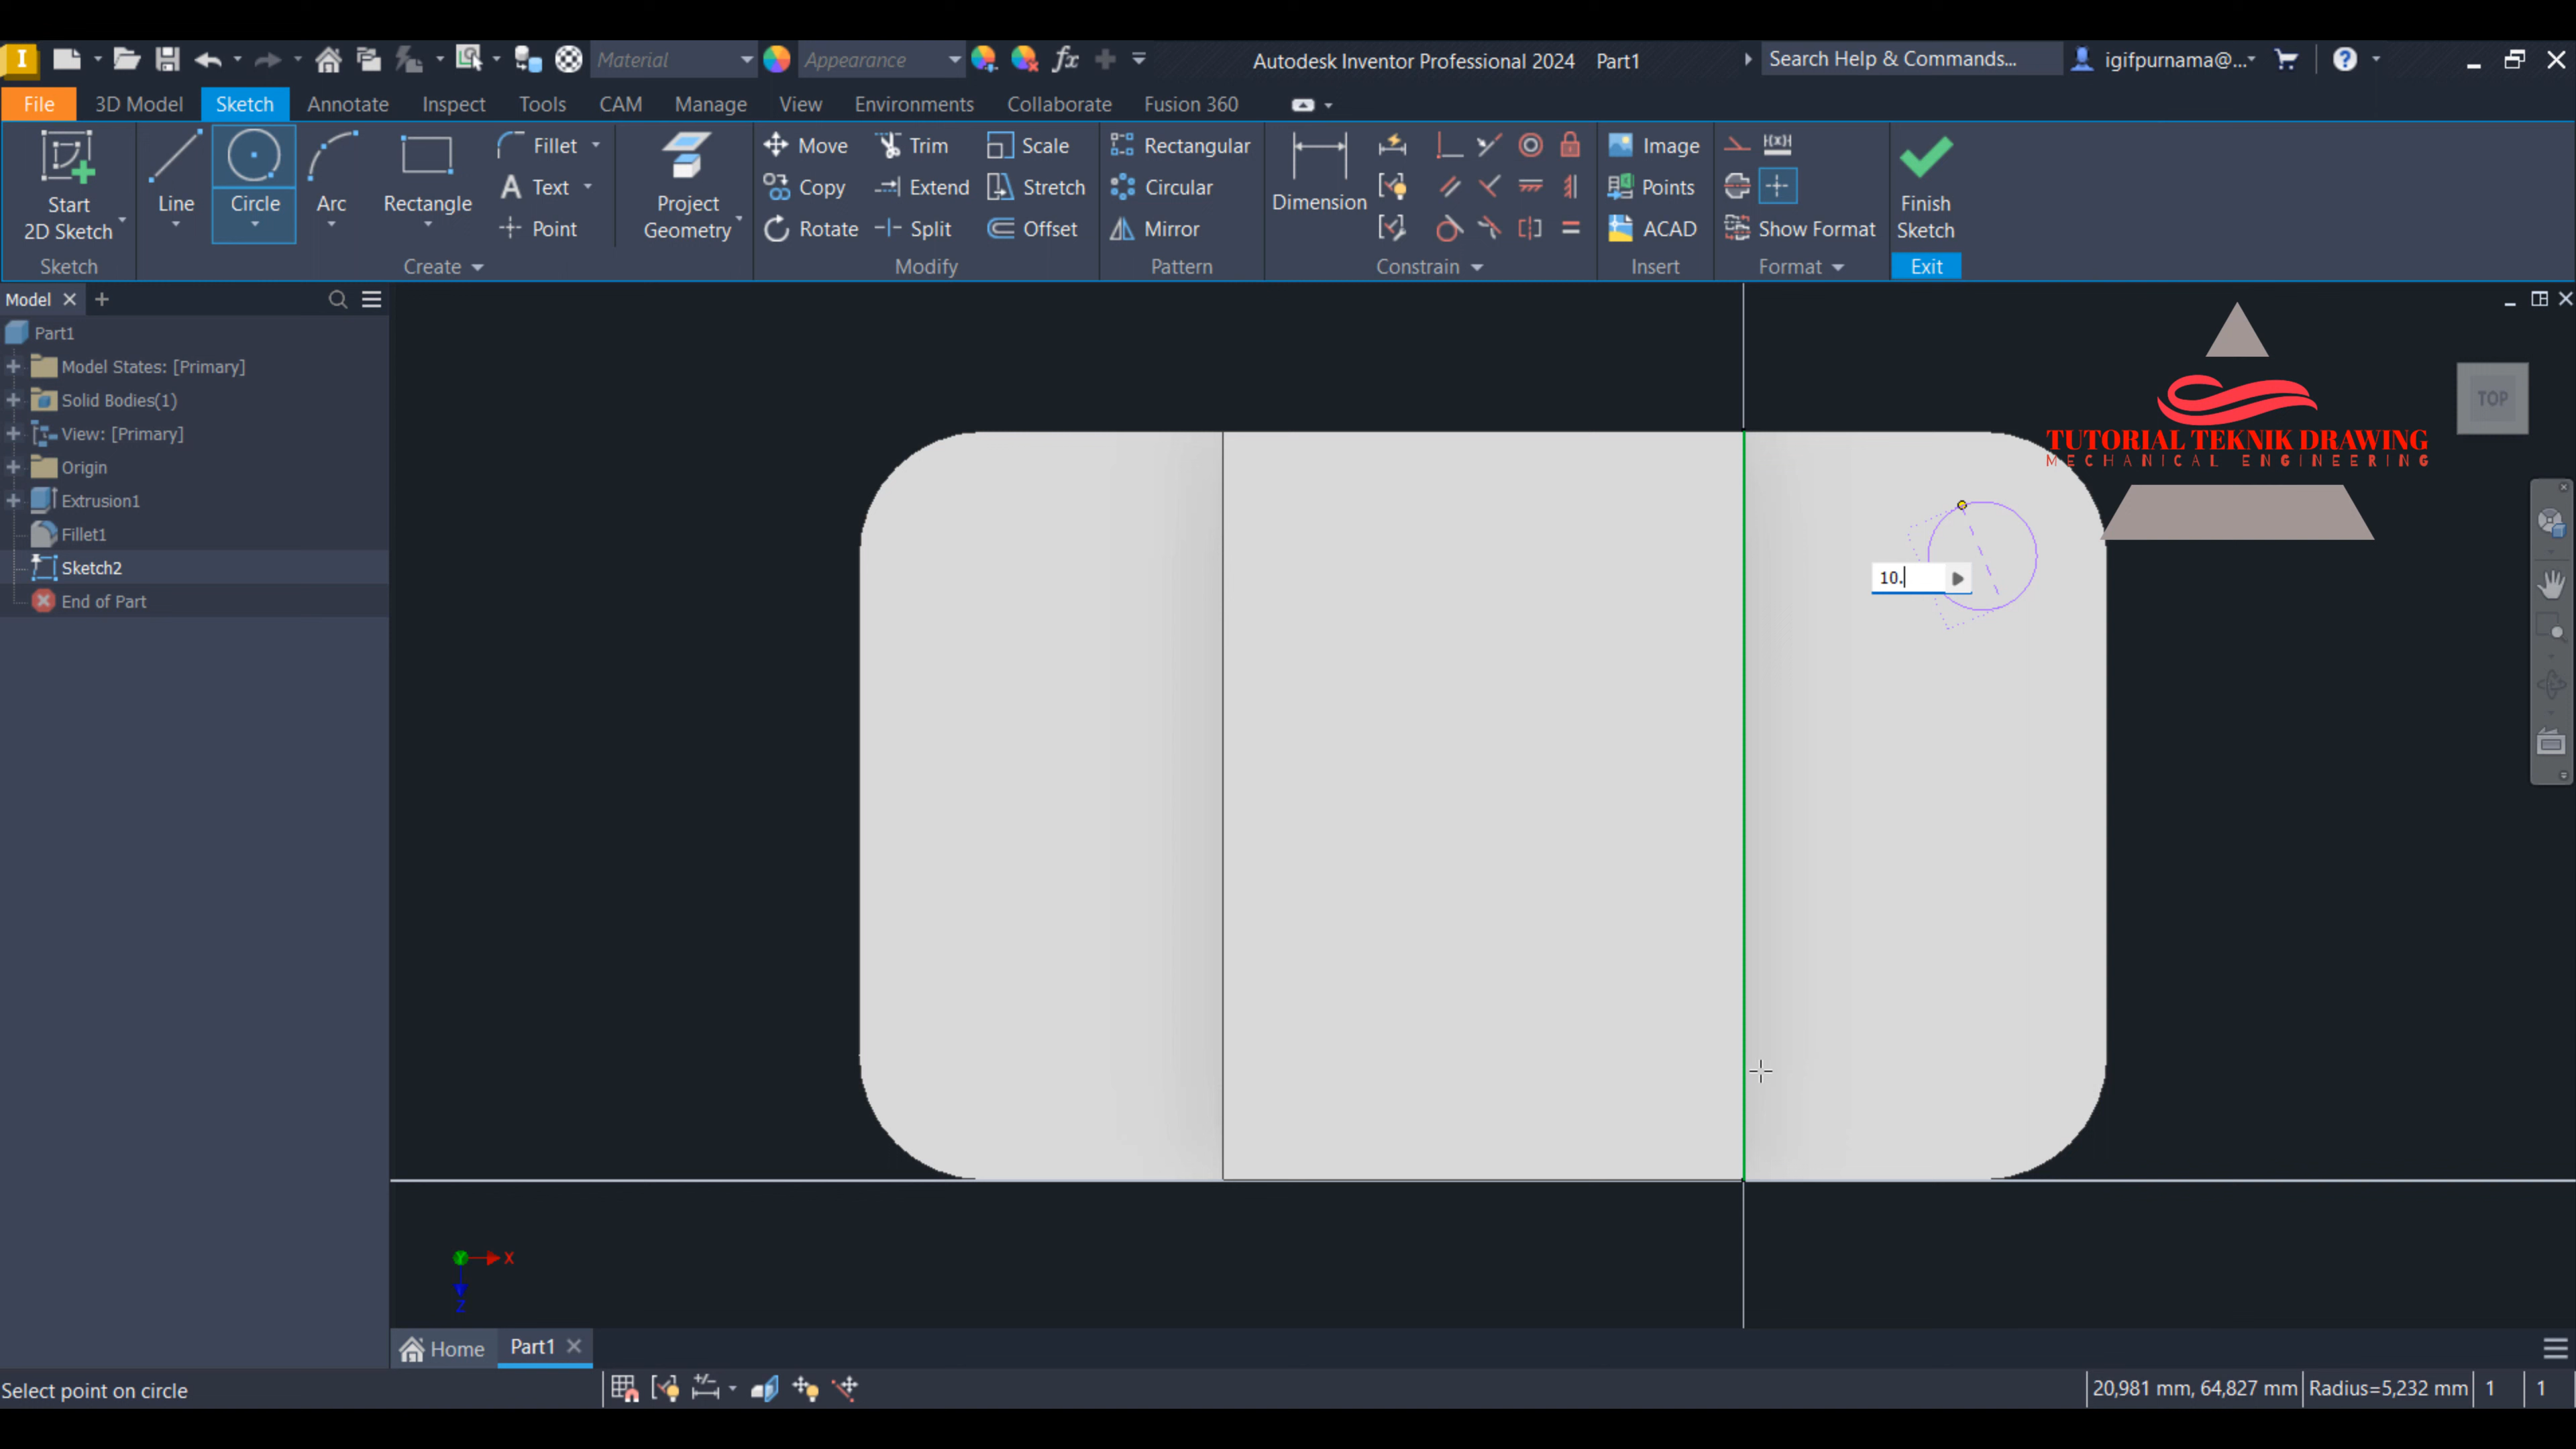 Material
Appearance
fx
Autodesk Inventor Professional 2024 Part1
Search Help & Commands...
igifpurnama@...
File 3D Model Sketch Annotate Inspect Tools CAM Manage View Environments Collaborate Fusion 360
Start
2D Sketch
Line
Circle
Arc
Rectangle
Fillet
Text
Point
Project
Geometry
Move
Copy
Rotate
Trim
Extend
Split
Scale
Stretch
Offset
Rectangular
Circular
Mirror
Dimension
Image
Points
ACAD
Show Format
Finish
Sketch
Sketch Create Modify Pattern Constrain Insert Format Exit
Model
Part1
Model States: [Primary]
Solid Bodies(1)
View: [Primary]
Origin
Extrusion1
Fillet1
Sketch2
End of Part
TOP
TUTORIAL TEKNIK DRAWING
MECHANICAL ENGINEERING
10.
X
Z
Home Part1
Select point on circle
20,981 mm, 64,827 mm Radius=5,232 mm 1 1